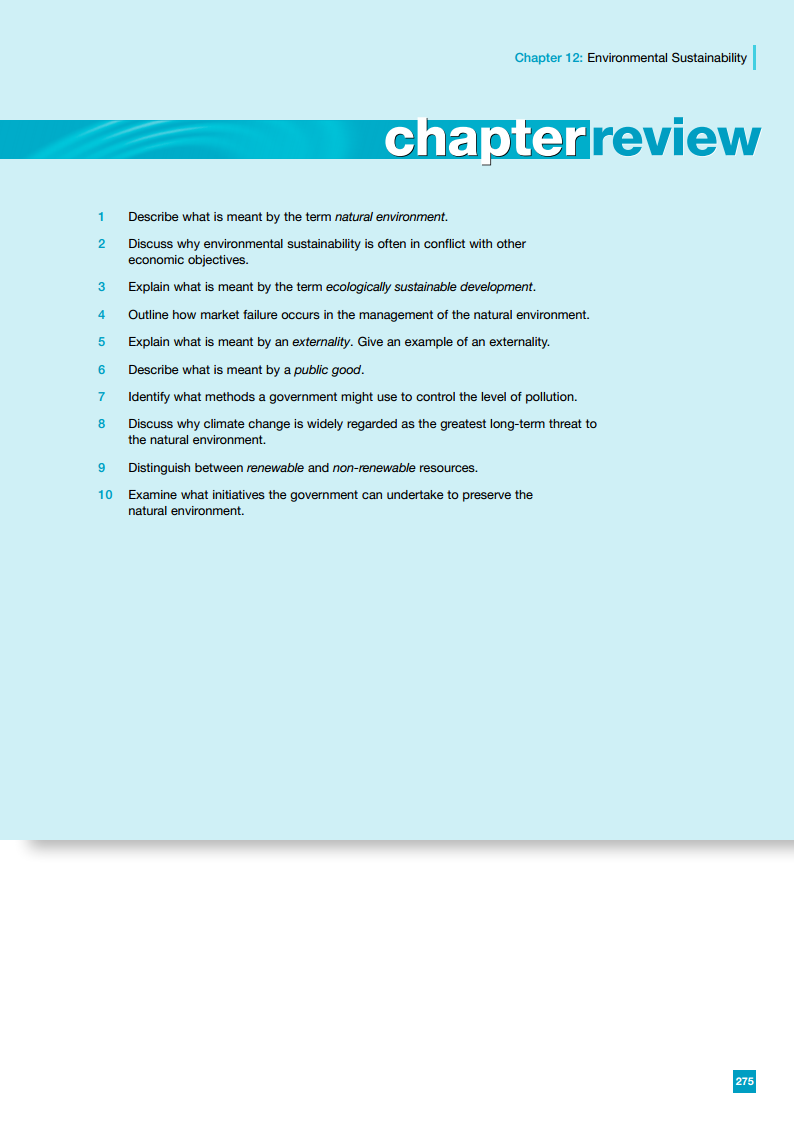 Chapter 12: Environmental Sustainability
chapterreview
1 Describe what is meant by the term natural environment.
2 Discuss why environmental sustainability is often in conflict with other
economic objectives.
3 Explain what is meant by the term ecologically sustainable development.
4 Outline how market failure occurs in the management of the natural environment.
5 Explain what is meant by an externality. Give an example of an externality.
6 Describe what is meant by a public good.
7 Identify what methods a government might use to control the level of pollution.
8 Discuss why climate change is widely regarded as the greatest long-term threat to
the natural environment.
9 Distinguish between renewable and non-renewable resources.
10 Examine what initiatives the government can undertake to preserve the
natural environment.
275